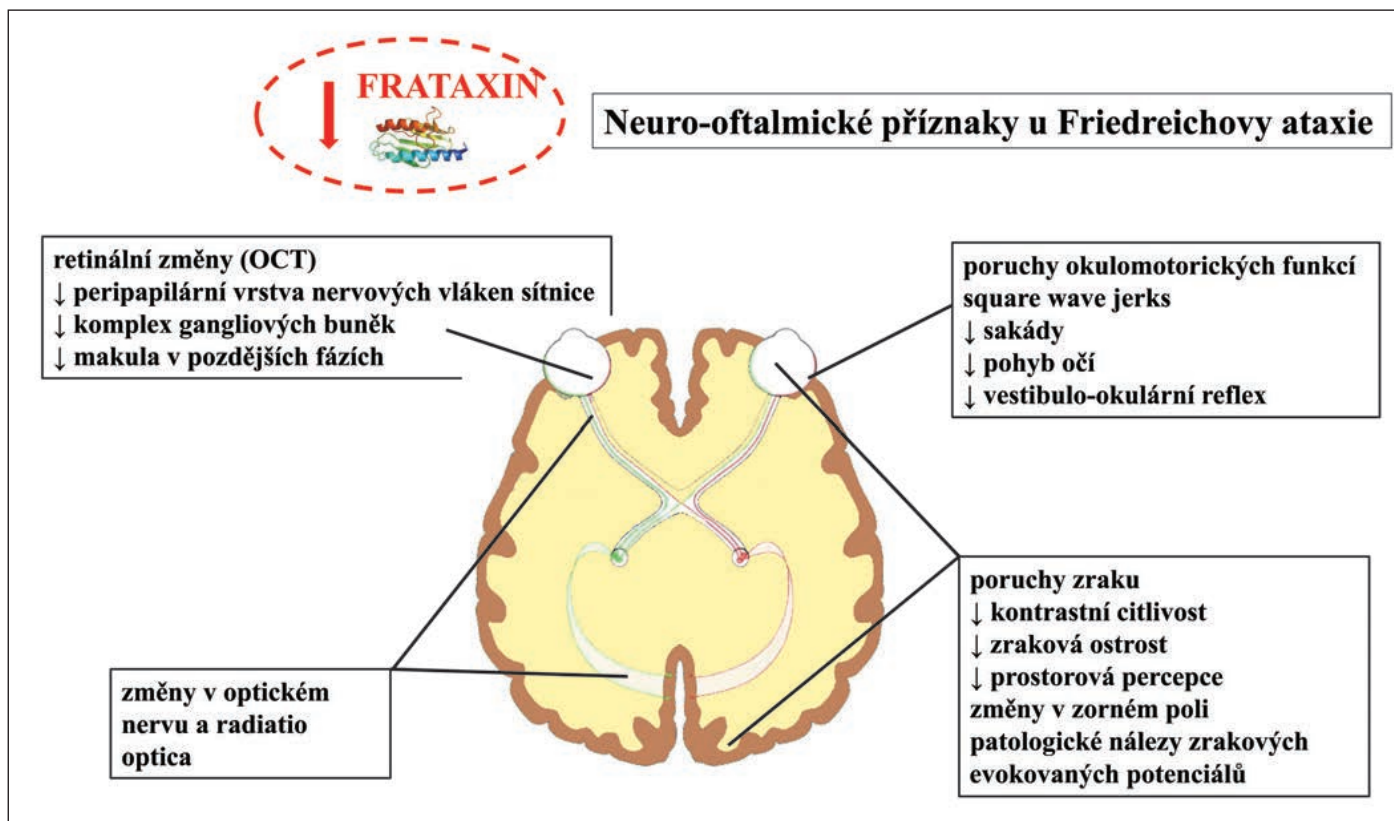 ↓ FRATAXIN
Neuro-oftalmické příznaky u Friedreichovy ataxie
retinální změny (OCT)
↓ peripapilární vrstva nervových vláken sítnice
↓ komplex gangliových buněk
↓ makula v pozdějších fázích
poruchy okulomotorických funkcí
square wave jerks
↓ sakády
↓ pohyb očí
↓ vestibulo-okulární reflex
změny v optickém
nervu a radiatio
optica
poruchy zraku
↓ kontrastní citlivost
↓ zraková ostrost
↓ prostorová percepce
změny v zorném poli
patologické nálezy zrakových
evokovaných potenciálů